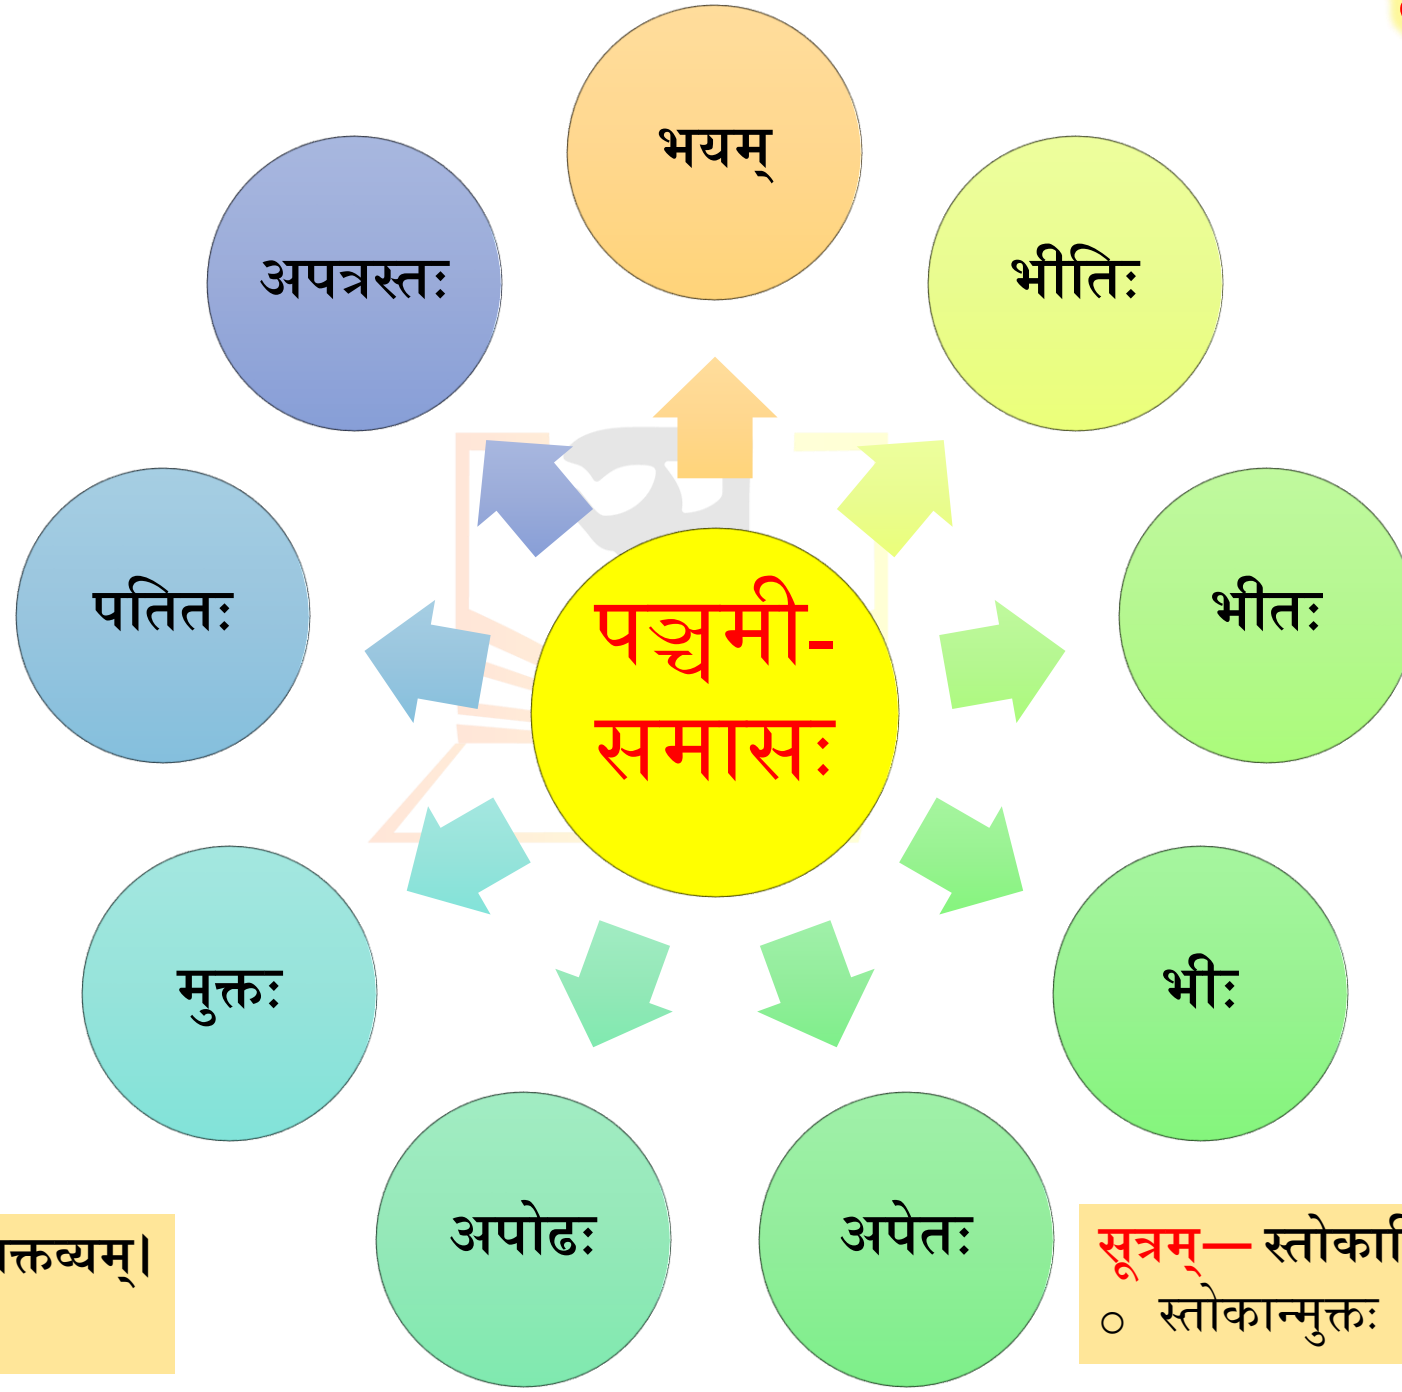 भयम्
भीतिः
भीतः
भीः
अपेतः
अपोढः
मुक्तः
पतितः
अपत्रस्तः
पञ्चमी-
समासः
क्तव्यम्।
सूत्रम्— स्तोका
○ स्तोकान्मुक्तः